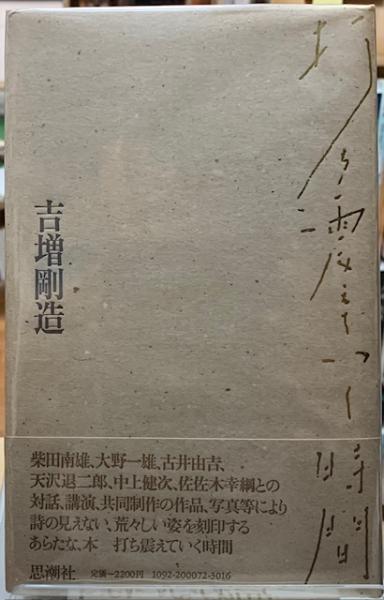 打ち震えていく時間
吉増剛造
柴田南雄、大野一雄、古井由吉、
天沢退二郎、中上健次、佐佐木幸綱との
対話、講演、共同制作の作品、写真等により
詩の見えない、荒々しい姿を刻印する
あらたな、本　打ち震えていく時間
思潮社 定価―2200円 1092-200072-3016